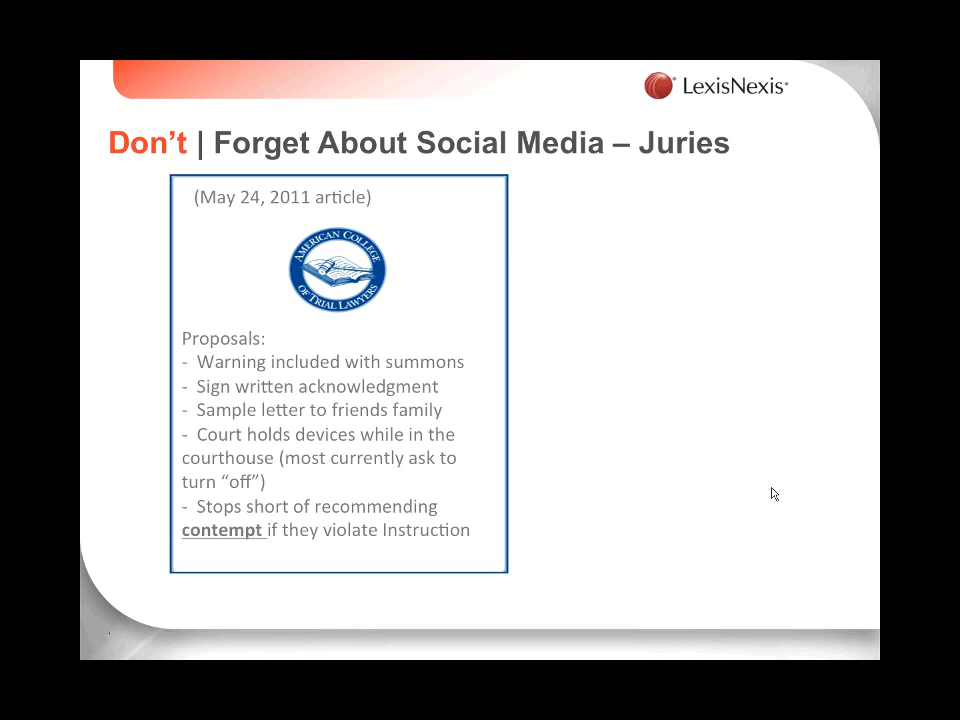 LexisNexis®
Don't | Forget About Social Media – Juries
(May 24, 2011 article)
AMERICAN COLLEGE
OF TRIAL LAWYERS
Proposals:
- Warning included with summons
- Sign written acknowledgment
- Sample letter to friends family
- Court holds devices while in the
courthouse (most currently ask to
turn “off”)
- Stops short of recommending
contempt if they violate Instruction
.